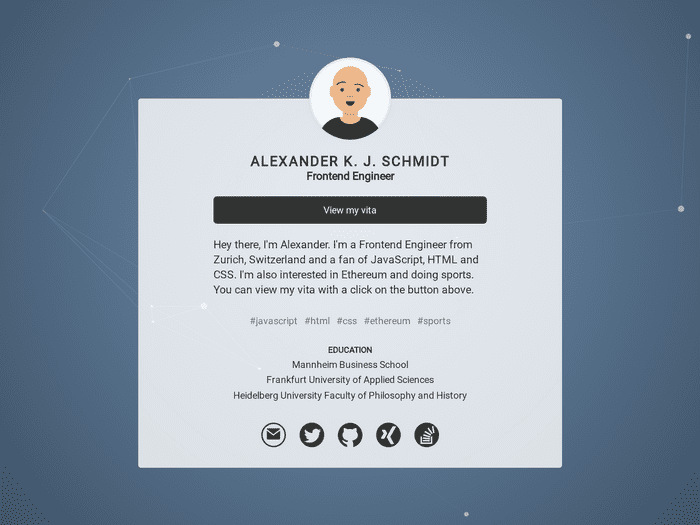 ALEXANDER K. J. SCHMIDT
Frontend Engineer
View my vita
Hey there, I'm Alexander. I'm a Frontend Engineer from
Zurich, Switzerland and a fan of JavaScript, HTML and
CSS. I'm also interested in Ethereum and doing sports.
You can view my vita with a click on the button above.
#javascript #html #css #ethereum #sports
EDUCATION
Mannheim Business School
Frankfurt University of Applied Sciences
Heidelberg University Faculty of Philosophy and History